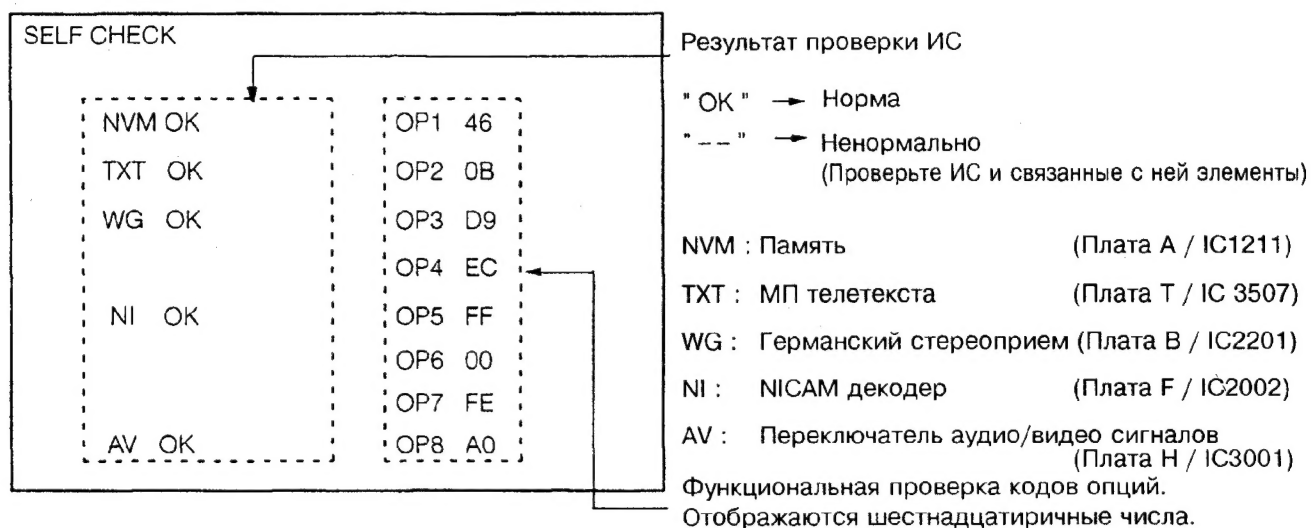 SELF CHECK
NVM OK
TXT OK
WG OK
NI OK
AV OK
OP1 46
OP2 0B
OP3 D9
OP4 EC
OP5 FF
OP6 00
OP7 FE
OP8 A0
Результат проверки ИС
" OK " → Норма
" -- " → Ненормально
(Проверьте ИС и связанные с ней элементы)
NVM : Память (Плата A / IC1211)
TXT : МП телетекста (Плата T / IC 3507)
WG : Германский стереоприем (Плата B / IC2201)
NI : NICAM декодер (Плата F / IC2002)
AV : Переключатель аудио/видео сигналов
(Плата H / IC3001)
Функциональная проверка кодов опций.
Отображаются шестнадцатиричные числа.